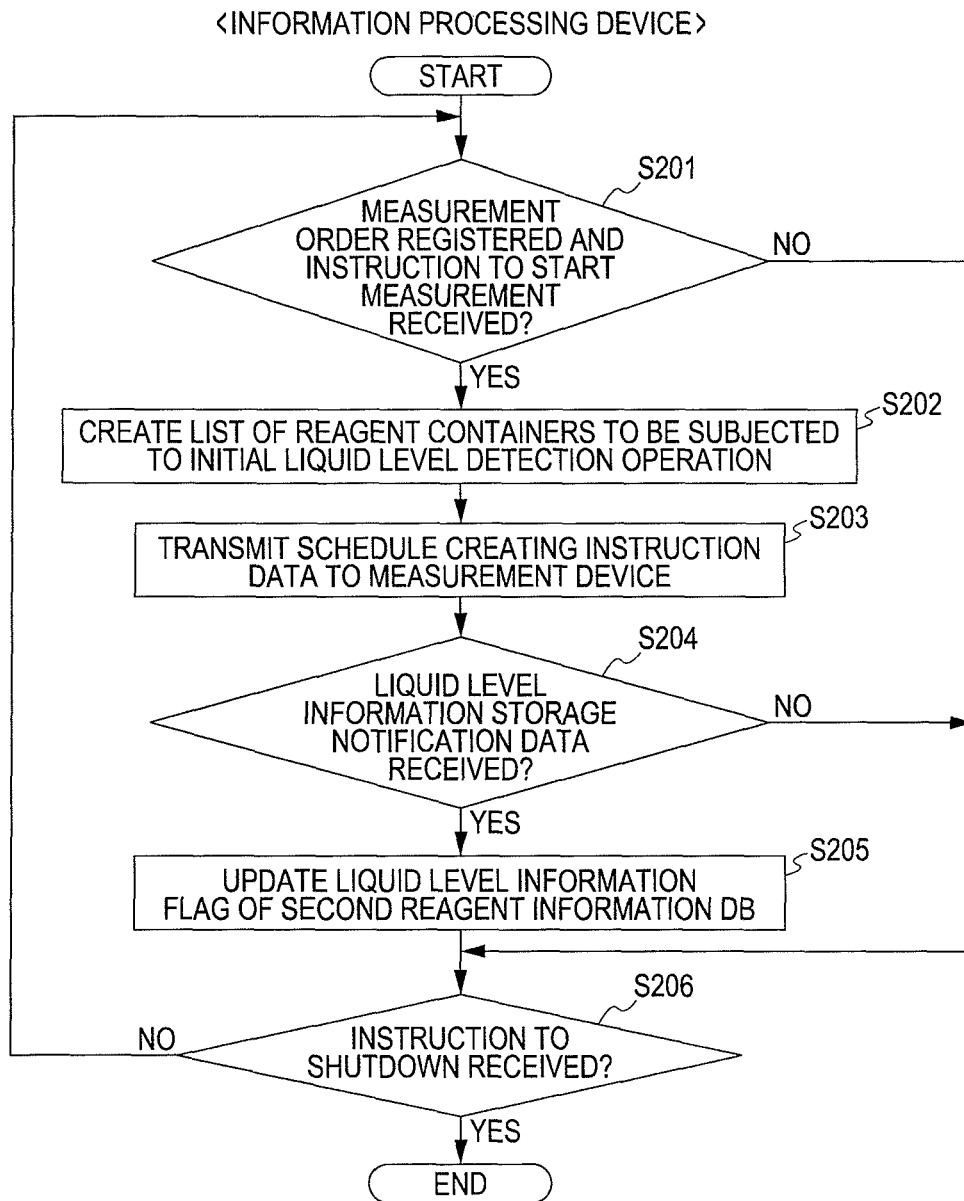 <INFORMATION PROCESSING DEVICE>
START
S201
MEASUREMENT
ORDER REGISTERED AND
INSTRUCTION TO START
MEASUREMENT
RECEIVED?
NO
YES
S202
CREATE LIST OF REAGENT CONTAINERS TO BE SUBJECTED
TO INITIAL LIQUID LEVEL DETECTION OPERATION
S203
TRANSMIT SCHEDULE CREATING INSTRUCTION
DATA TO MEASUREMENT DEVICE
S204
LIQUID LEVEL
INFORMATION STORAGE
NOTIFICATION DATA
RECEIVED?
NO
YES
S205
UPDATE LIQUID LEVEL INFORMATION
FLAG OF SECOND REAGENT INFORMATION DB
S206
NO
INSTRUCTION TO
SHUTDOWN RECEIVED?
YES
END